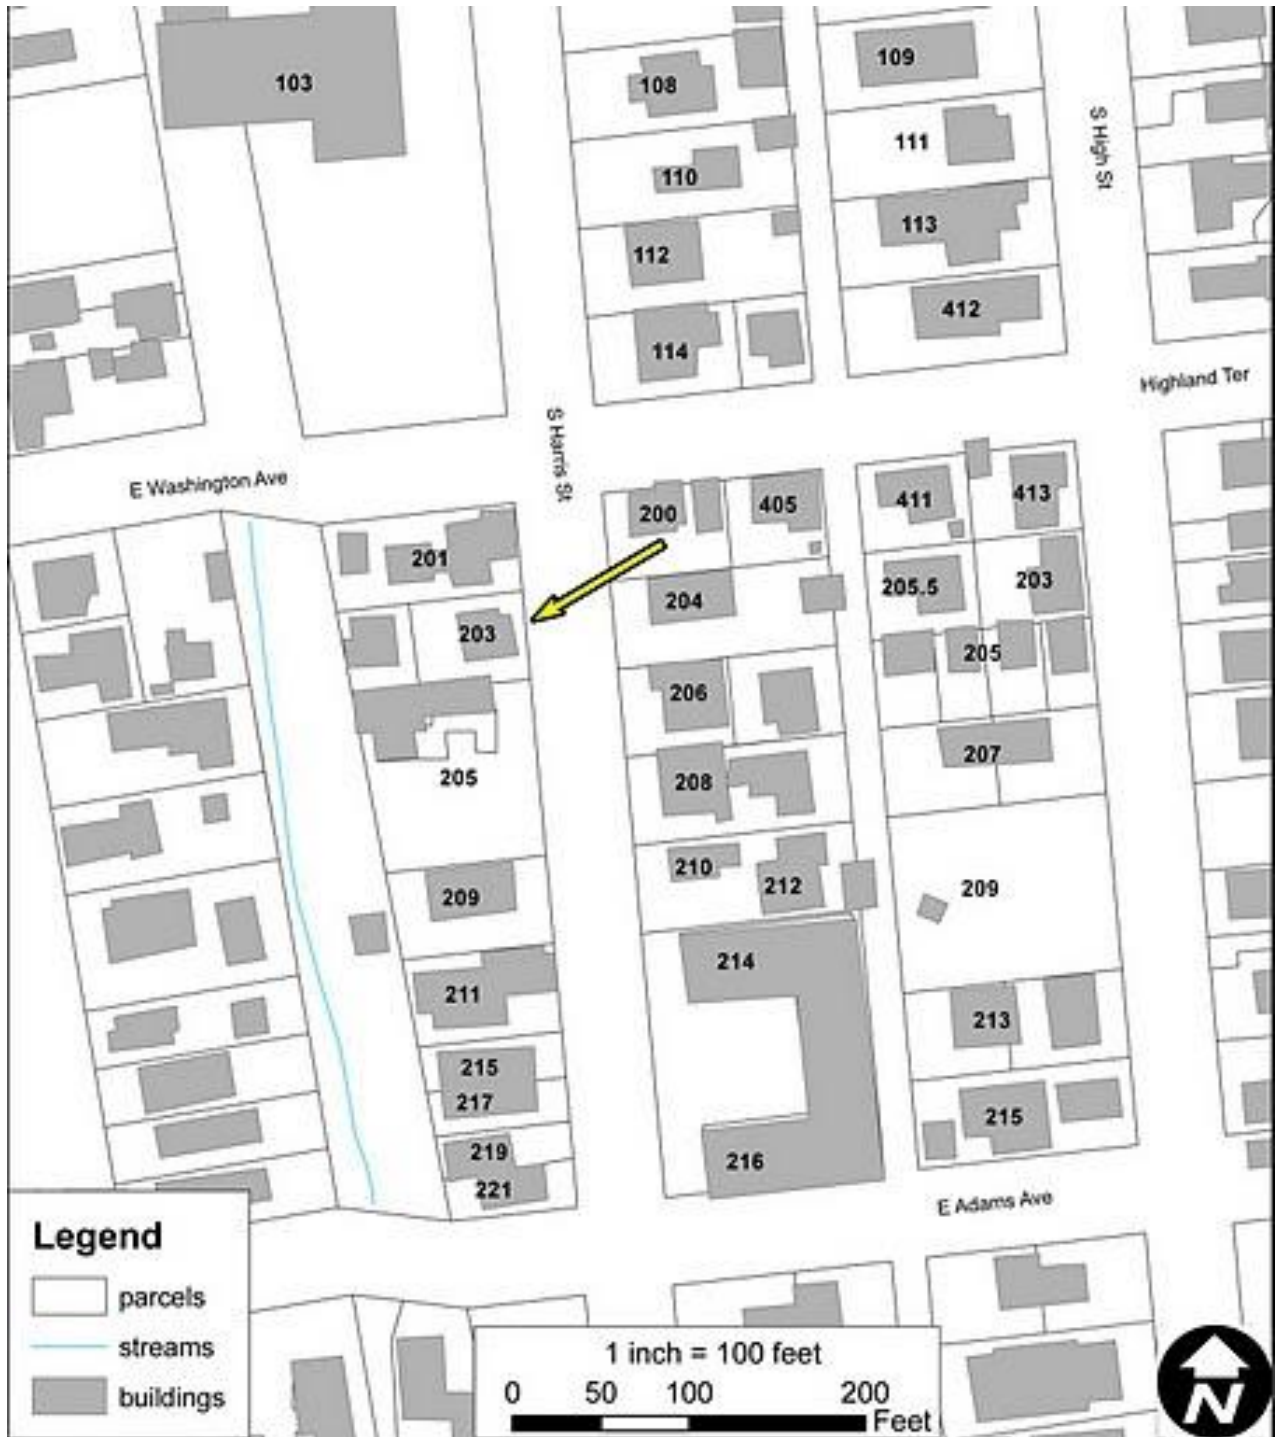 103
108
109
111
S High St
110
113
112
412
114
Highland Ter
S Harris St
E Washington Ave
200
405
411
413
201
204
205.5
203
203
205
206
207
205
208
210
212
209
209
214
211
213
215
217
215
219
216
221
E Adams Ave
Legend
parcels
streams
buildings
1 inch = 100 feet
0 50 100 200
Feet
N